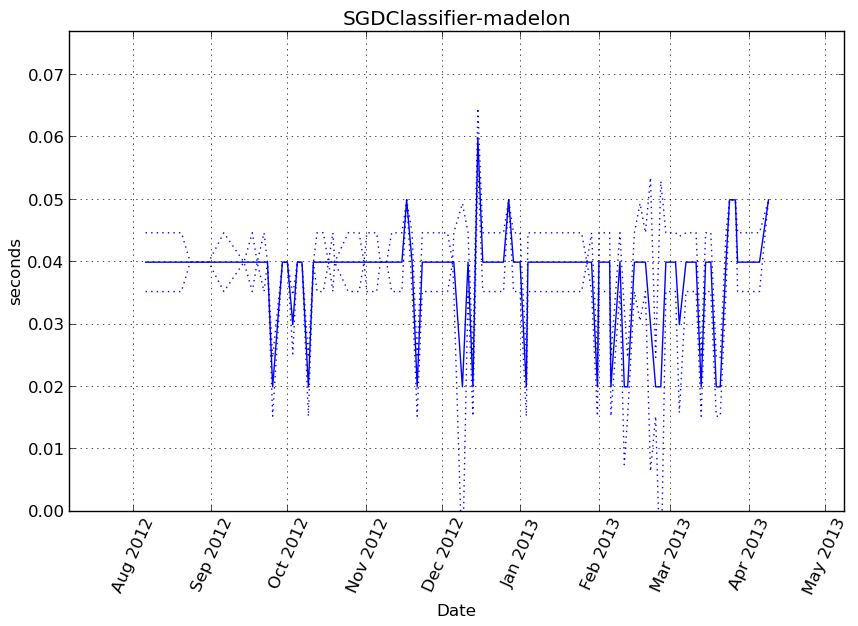 SGDClassifier-madelon
seconds
0.07
0.06
0.05
0.04
0.03
0.02
0.01
0.00
Aug 2012
Sep 2012
Oct 2012
Nov 2012
Dec 2012
Jan 2013
Feb 2013
Mar 2013
Apr 2013
May 2013
Date